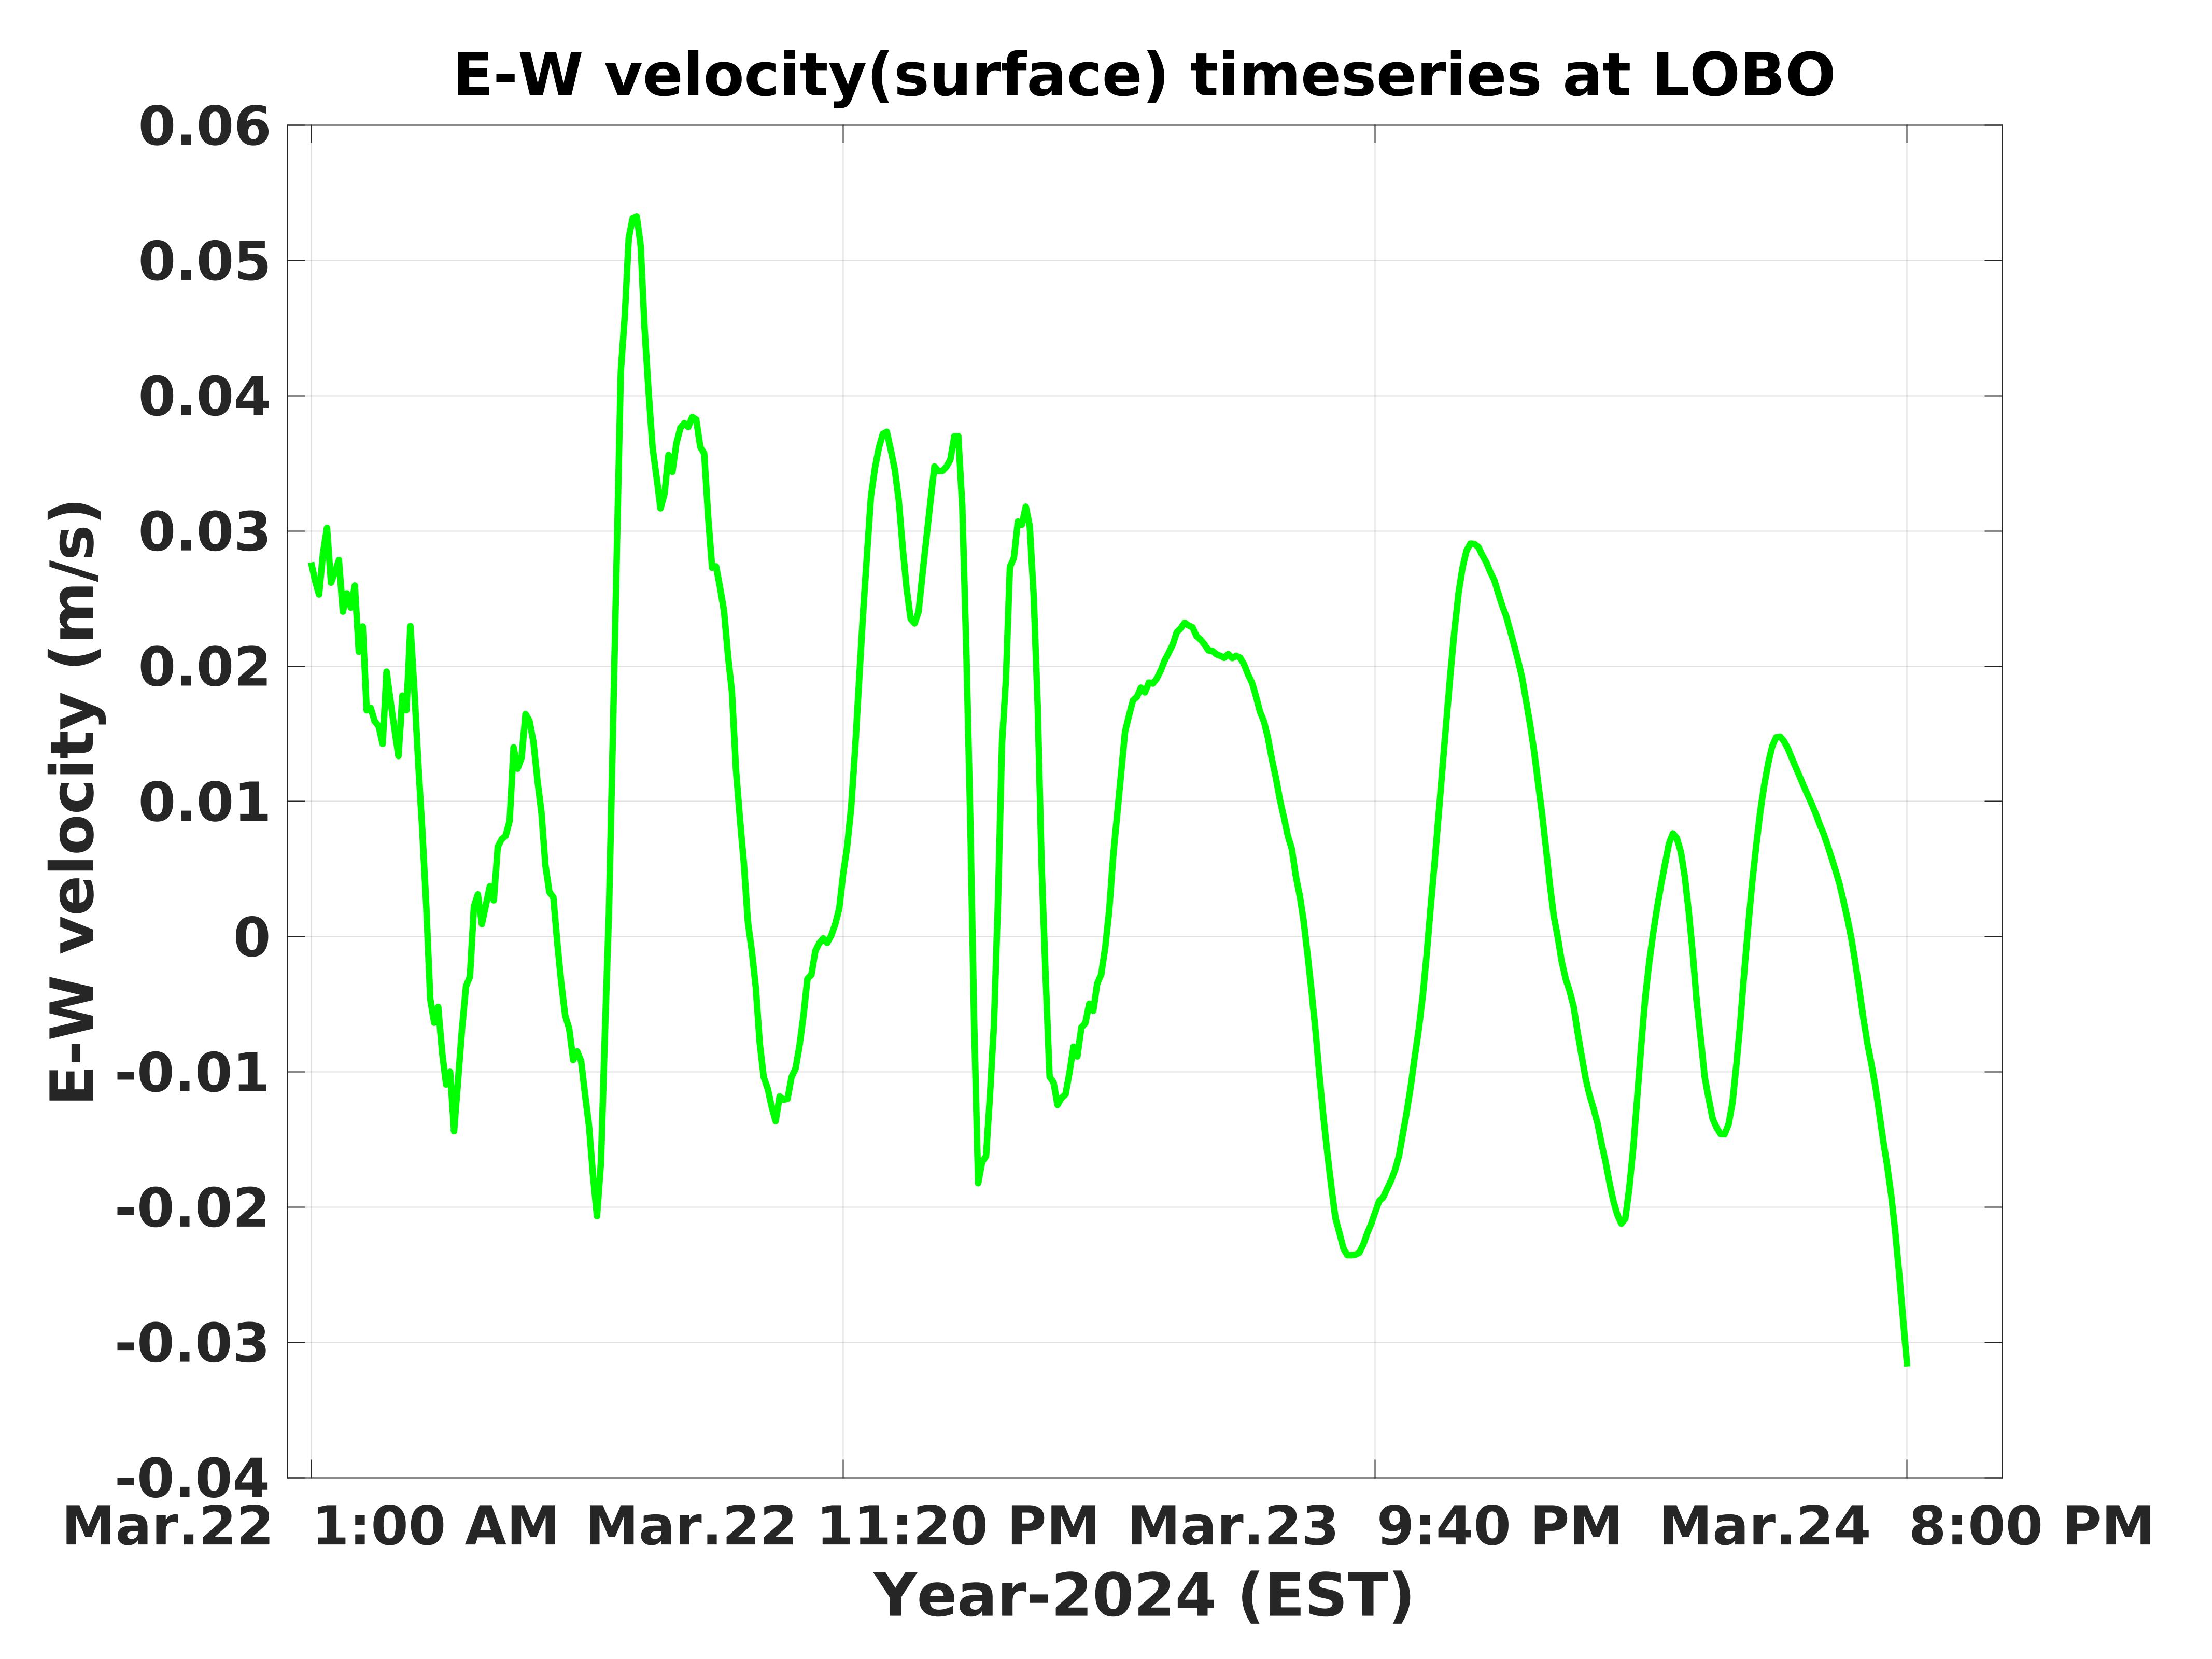 E-W velocity(surface) timeseries at LOBO
E-W velocity (m/s)
0.06
0.05
0.04
0.03
0.02
0.01
0
-0.01
-0.02
-0.03
-0.04
Mar.22 1:00 AM Mar.22 11:20 PM Mar.23 9:40 PM Mar.24 8:00 PM
Year-2024 (EST)